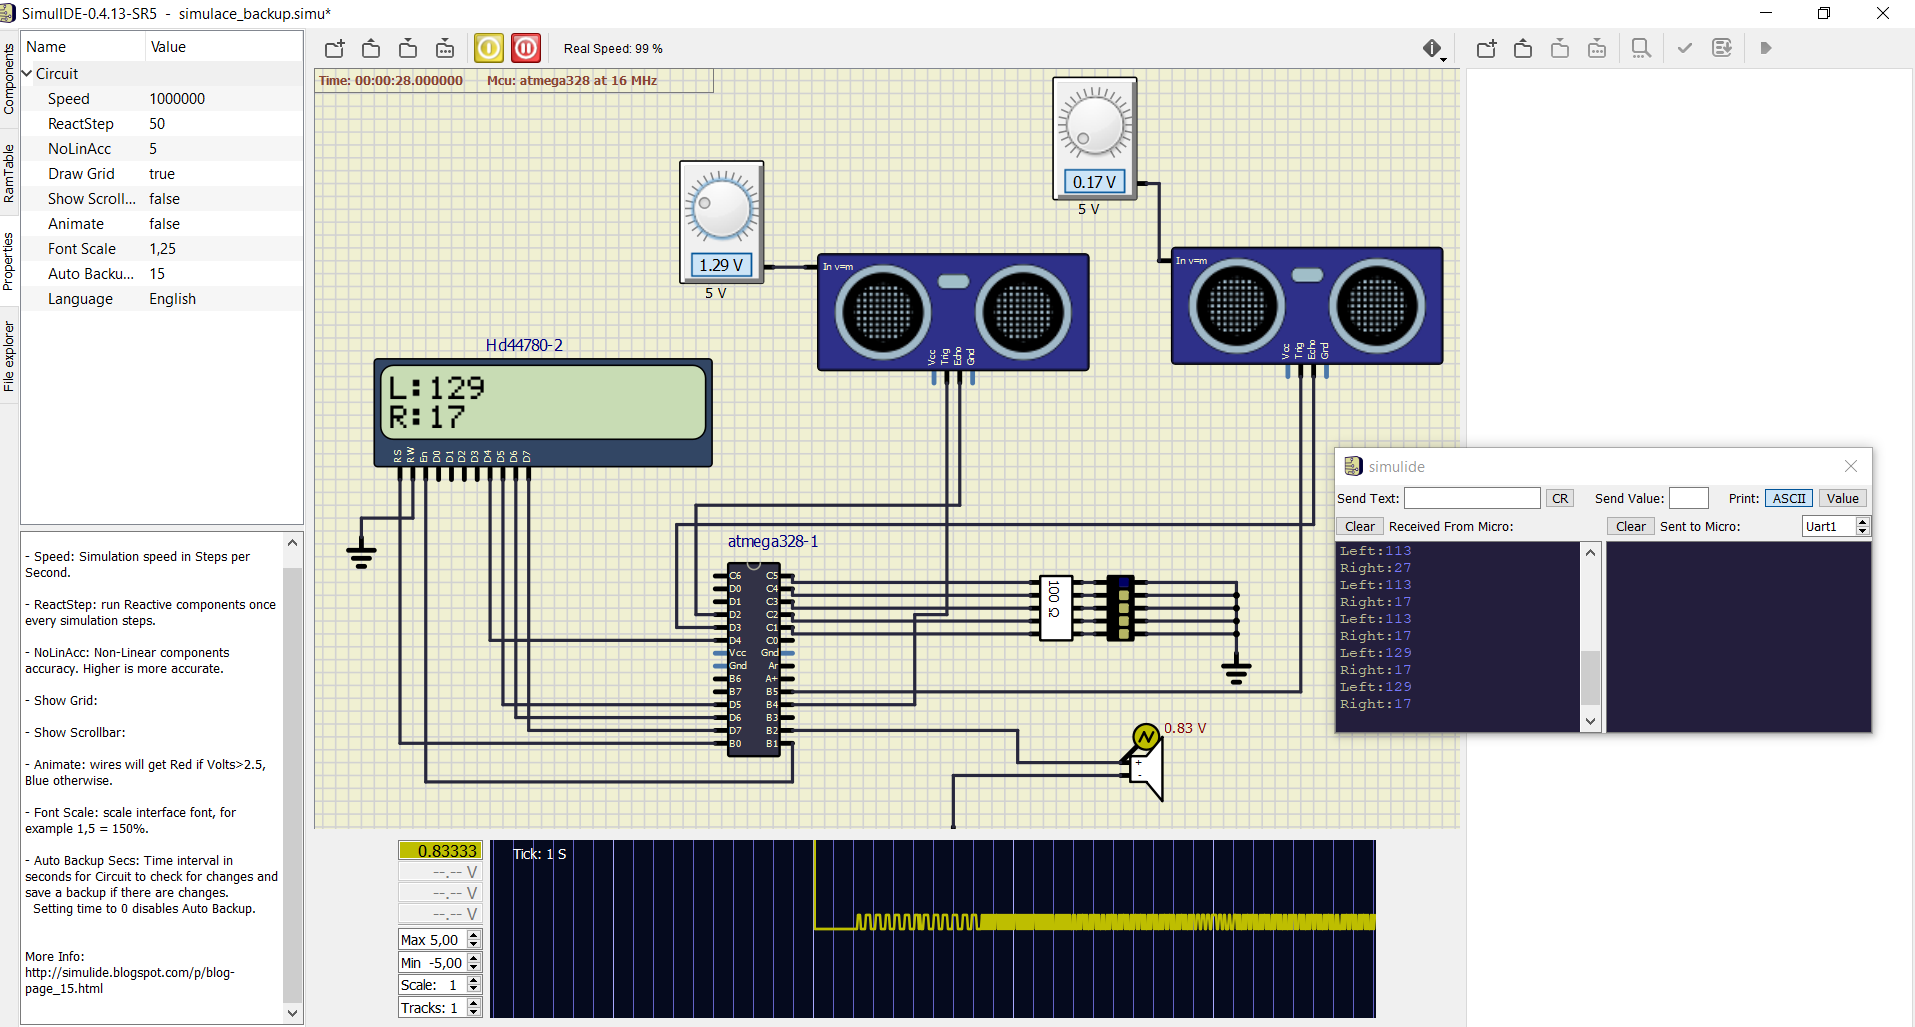 SimulIDE-0.4.13-SR5  -  simulace_backup.simu*
Components
RamTable
Properties
File explorer
Name Value
Circuit
Speed 1000000
ReactStep 50
NoLinAcc 5
Draw Grid true
Show Scroll... false
Animate false
Font Scale 1,25
Auto Backu... 15
Language English
- Speed: Simulation speed in Steps per
Second.
- ReactStep: run Reactive components once
every simulation steps.
- NoLinAcc: Non-Linear components
accuracy. Higher is more accurate.
- Show Grid:
- Show Scrollbar:
- Animate: wires will get Red if Volts>2.5,
Blue otherwise.
- Font Scale: scale interface font, for
example 1,5 = 150%.
- Auto Backup Secs: Time interval in
seconds for Circuit to check for changes and
save a backup if there are changes.
Setting time to 0 disables Auto Backup.
More Info:
http://simulide.blogspot.com/p/blog-
page_15.html
Real Speed: 99 %
Time: 00:00:28.000000 Mcu: atmega328 at 16 MHz
0.17 V
5 V
1.29 V
5 V
In v=m
Vcc Trig Echo Gnd
In v=m
Vcc Trig Echo Gnd
Hd44780-2
L:129
R:17
RS RW En D0 D1 D2 D3 D4 D5 D6 D7
atmega328-1
C6 C5
D0 C4
D1 C3
D2 C2
D3 C1
D4 C0
Vcc Gnd
Gnd Ar
B6 A+
B7 B5
D5 B4
D6 B3
D7 B2
B0 B1
100 Ω
0.83 V
+
-
simulide
Send Text: CR Send Value: Print: ASCII Value
Clear Received From Micro: Clear Sent to Micro: Uart1
Left:113
Right:27
Left:113
Right:17
Left:113
Right:17
Left:129
Right:17
Left:129
Right:17
0.83333
--.-- V
--.-- V
--.-- V
Max 5,00
Min -5,00
Scale: 1
Tracks: 1
Tick: 1 S